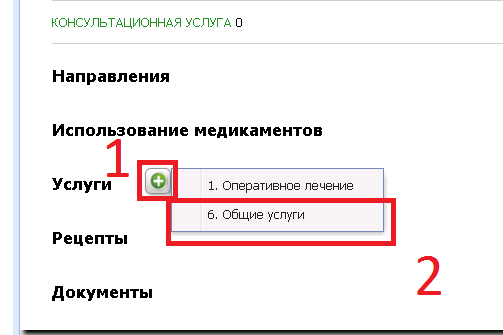 КОНСУЛЬТАЦИОННАЯ УСЛУГА 0
Направления
Использование медикаментов
1
Услуги
1. Оперативное лечение
6. Общие услуги
Рецепты
2
Документы